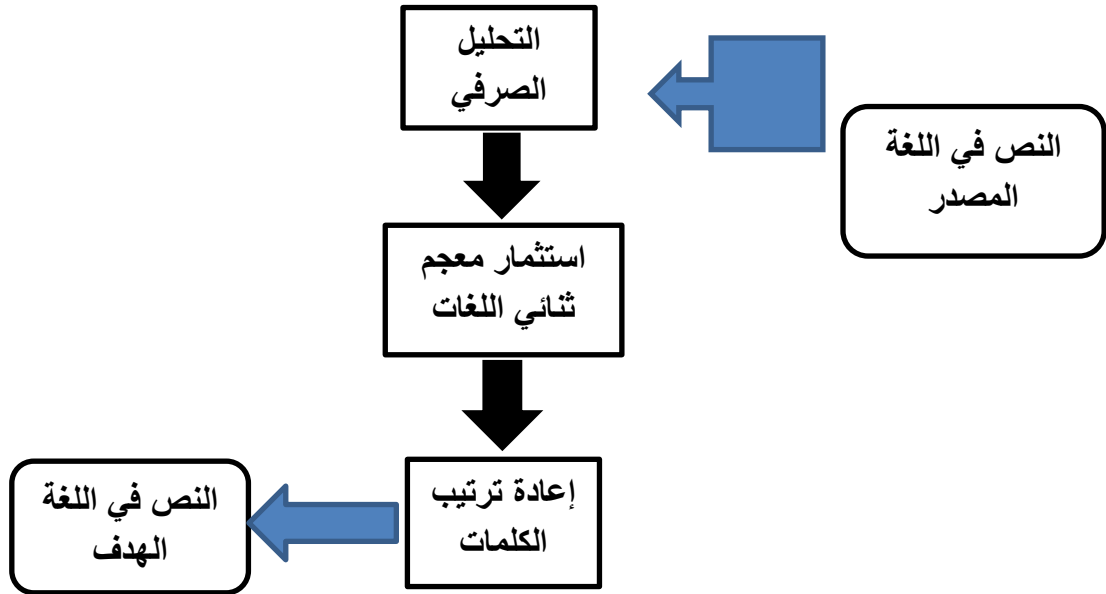 النص في اللغة
المصدر
التحليل
الصرفي
استثمار معجم
ثنائي اللغات
إعادة ترتيب
الكلمات
النص في اللغة
الهدف